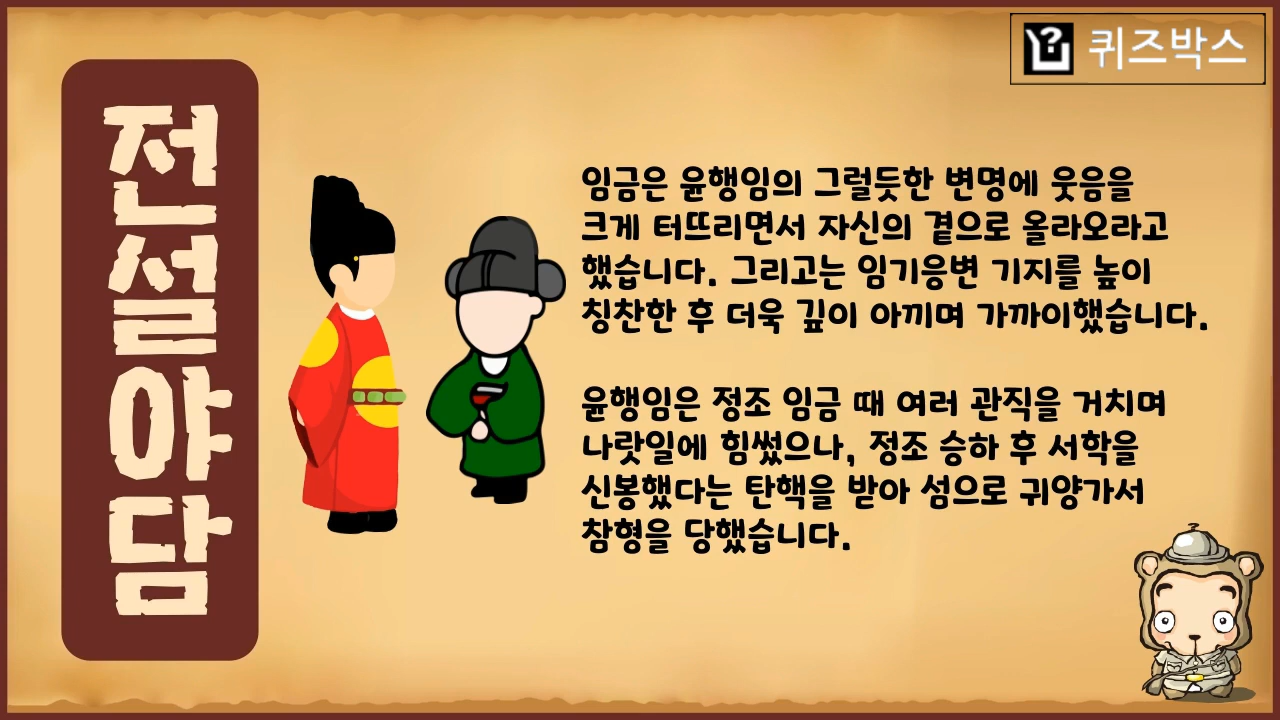 퀴즈박스
전설야담
임금은 윤행임의 그럴듯한 변명에 웃음을
크게 터뜨리면서 자신의 곁으로 올라오라고
했습니다. 그리고는 임기응변 기지를 높이
칭찬한 후 더욱 깊이 아끼며 가까이했습니다.
윤행임은 정조 임금 때 여러 관직을 거치며
나랏일에 힘썼으나, 정조 승하 후 서학을
신봉했다는 탄핵을 받아 섬으로 귀양가서
참형을 당했습니다.